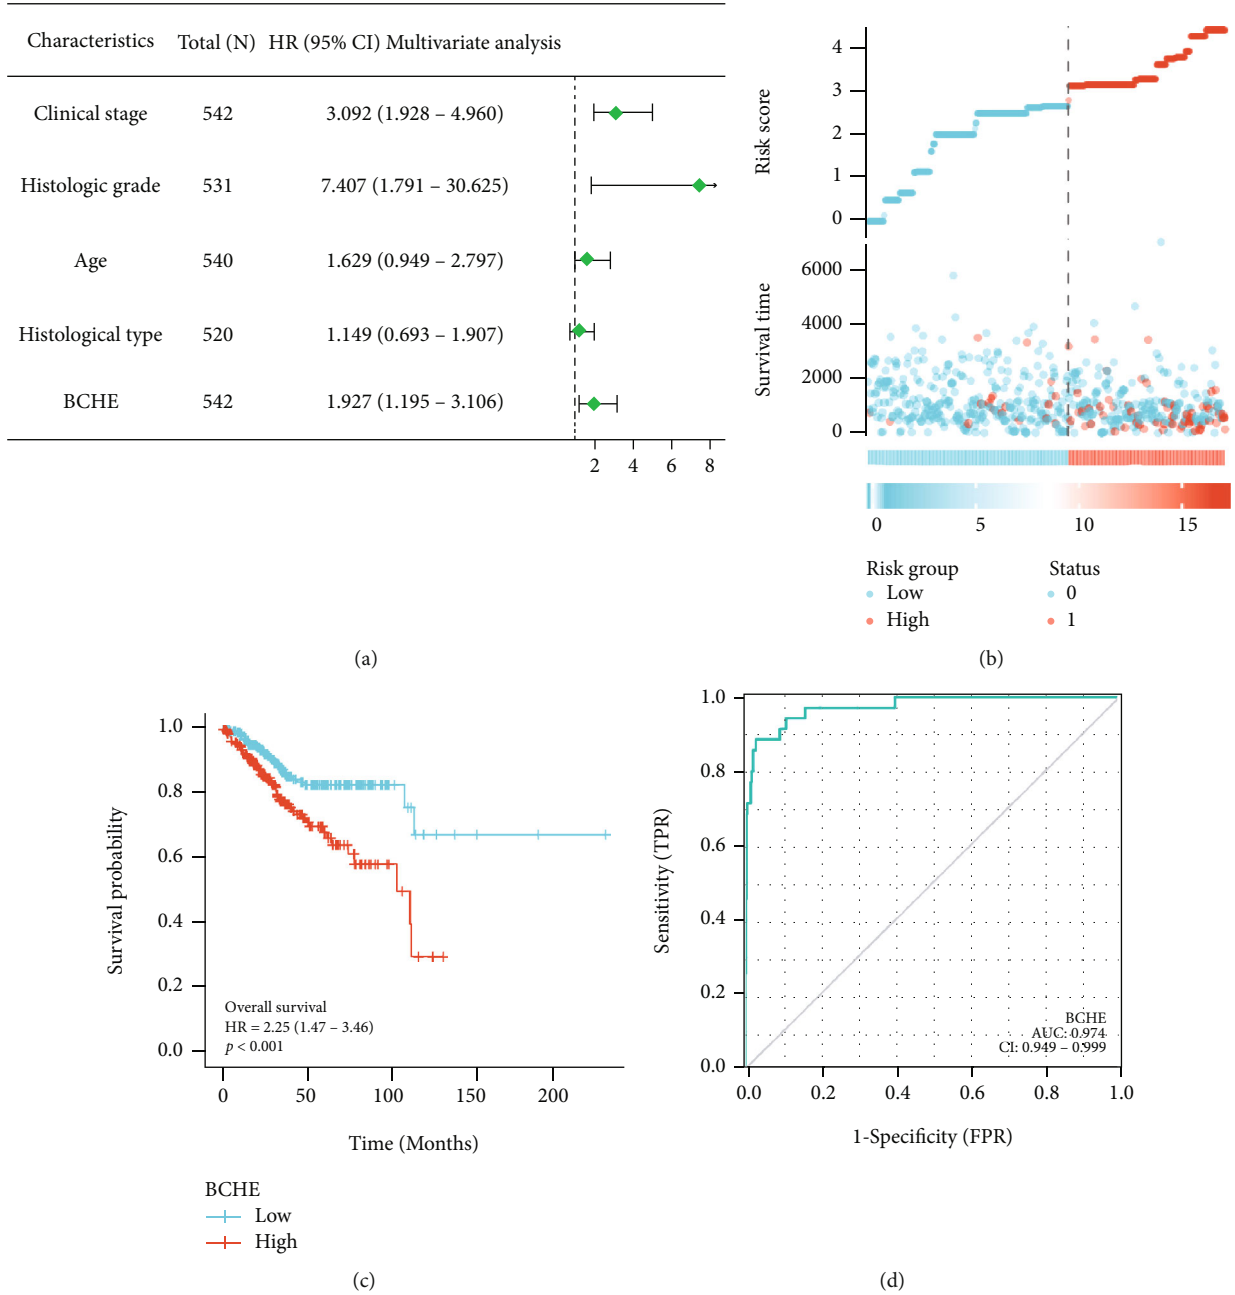 Characteristics Total (N) HR (95% CI) Multivariate analysis
Clinical stage 542 3.092 (1.928 – 4.960)
Histologic grade 531 7.407 (1.791 – 30.625)
Age 540 1.629 (0.949 – 2.797)
Histological type 520 1.149 (0.693 – 1.907)
BCHE 542 1.927 (1.195 – 3.106)
2 4 6 8
(a)
Risk score
4
3
2
1
0
Survival time
6000
4000
2000
0
0 5 10 15
Risk group Status
Low 0
High 1
(b)
Survival probability
1.0
0.8
0.6
0.4
0.2
0.0
Overall survival
HR = 2.25 (1.47 – 3.46)
p < 0.001
0 50 100 150 200
Time (Months)
BCHE
Low
High
(c)
Sensitivity (TPR)
1.0
0.8
0.6
0.4
0.2
0.0
BCHE
AUC: 0.974
CI: 0.949 – 0.999
0.0 0.2 0.4 0.6 0.8 1.0
1-Specificity (FPR)
(d)